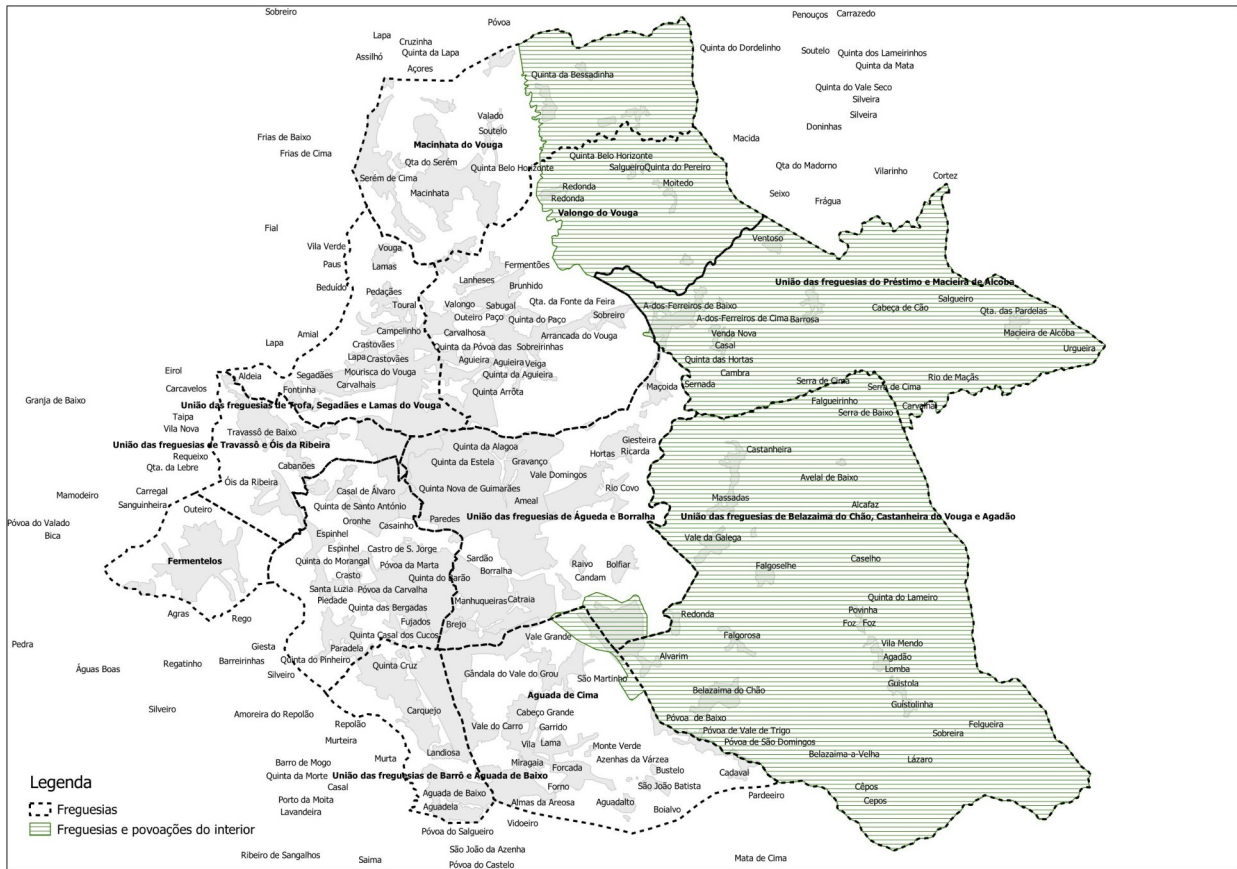 Sobreiro
Penouços
Carrazedo
Póvoa
Lapa
Cruzinha
Quinta da Lapa
Assilhó
Açores
Quinta do Dordelinho
Soutelo
Quinta dos Lameirinhos
Quinta da Mata
Quinta da Bessadinha
Quinta do Vale Seco
Silveira
Silveira
Doninhas
Valado
Soutelo
Frias de Baixo
Frias de Cima
Macinhata do Vouga
Macida
Qta do Serém
Quinta Belo Horizonte
Quinta Belo Horizonte
Salgueiro
Quinta do Pereiro
Qta do Madorno
Vilarinho
Cortez
Serém de Cima
Macinhata
Redonda
Redonda
Moitedo
Seixo
Frágua
Valongo do Vouga
Fial
Vila Verde
Vouga
Ventoso
Paus
Lamas
Fermentões
Beduído
Pedaçães
Lanheses
Brunhido
União das freguesias do Préstimo e Macieira de Alcoba
Toural
Valongo
Sabugal
Qta. da Fonte da Feira
Outeiro
Paço
Quinta do Paço
Sobreiro
A-dos-Ferreiros de Baixo
A-dos-Ferreiros de Cima
Barrosa
Cabeça de Cão
Salgueiro
Qta. das Pardelas
Amial
Campelinho
Carvalhosa
Arrancada do Vouga
Venda Nova
Macieira de Alcôba
Lapa
Crastovães
Quinta da Póvoa das
Sobreirinhas
Casal
Urgueira
Lapa
Crastovães
Aguieira
Aguieira
Veiga
Quinta das Hortas
Eirol
Aldeia
Segadães
Mourisca do Vouga
Quinta da Aguieira
Cambra
Carcavelos
Fontinha
Carvalhais
Quinta Arrôta
Maçoida
Sernada
Serra de Cima
Serra de Cima
Rio de Maçãs
Granja de Baixo
União das freguesias de Trofa, Segadães e Lamas do Vouga
Falgueirinho
Carvalhal
Taipa
Serra de Baixo
Vila Nova
Travassô de Baixo
União das freguesias de Travassô e Óis da Ribeira
Quinta da Alagoa
Giesteira
Ricarda
Castanheira
Requeixo
Qta. da Lebre
Cabanões
Quinta da Estela
Gravanço
Hortas
Vale Domingos
Avelal de Baixo
Óis da Ribeira
Mamodeiro
Carregal
Sanguinheira
Casal de Álvaro
Quinta Nova de Guimarães
Rio Covo
Massadas
Ameal
Alcafaz
Outeiro
Quinta de Santo António
Oronhe
Casainho
Paredes
União das freguesias de Águeda e Borralha
União das freguesias de Belazaima do Chão, Castanheira do Vouga e Agadão
Póvoa do Valado
Bica
Espinhel
Vale da Galega
Espinhel
Castro de S. Jorge
Fermentelos
Quinta do Morangal
Póvoa da Marta
Sardão
Raivo
Bolfiar
Falgoselhe
Caselho
Crasto
Quinta do Barão
Borralha
Candam
Santa Luzia
Póvoa da Carvalha
Piedade
Manhuqueiras
Catraia
Quinta do Lameiro
Agras
Rego
Quinta das Bergadas
Redonda
Povinha
Fujados
Brejo
Foz
Foz
Pedra
Quinta Casal dos Cucos
Vale Grande
Falgorosa
Giesta
Paradela
Vila Mendo
Águas Boas
Regatinho
Barreirinhas
Quinta do Pinheiro
Quinta Cruz
Alvarim
Agadão
Silveiro
Gândala do Vale do Grou
São Martinho
Lomba
Guistola
Águada de Cima
Belazaima do Chão
Guistolinha
Silveiro
Amoreira do Repolão
Carquejo
Cabeço Grande
Póvoa de Baixo
Repolão
Vale do Carro
Garrido
Póvoa de Vale de Trigo
Felgueira
Sobreira
Murteira
Vila
Lama
Monte Verde
Póvoa de São Domingos
Murta
Landiosa
Miragaia
Azenhas da Várzea
Belazaima-a-Velha
Lázaro
Barro de Mogo
Forcada
Bustelo
Cadaval
Quinta da Morte
União das freguesias de Barrô e Aguada de Baixo
Casal
Forno
São João Batista
Cêpos
Aguada de Baixo
Pardeeiro
Cepos
Porto da Moita
Aguadela
Almas da Areosa
Aguadalto
Boialvo
Lavandeira
Póvoa do Salgueiro
Vidoeiro
Ribeiro de Sangalhos
Saima
São João da Azenha
Póvoa do Castelo
Mata de Cima
Legenda
Freguesias
Freguesias e povoações do interior